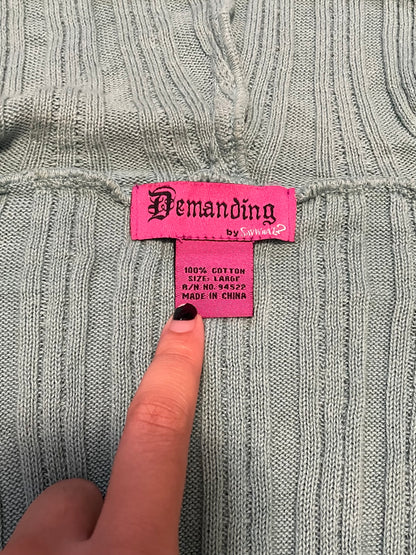 Demanding
by
100% COTTON
SIZE: LARGE
R/N NO. 94522
MADE IN CHINA